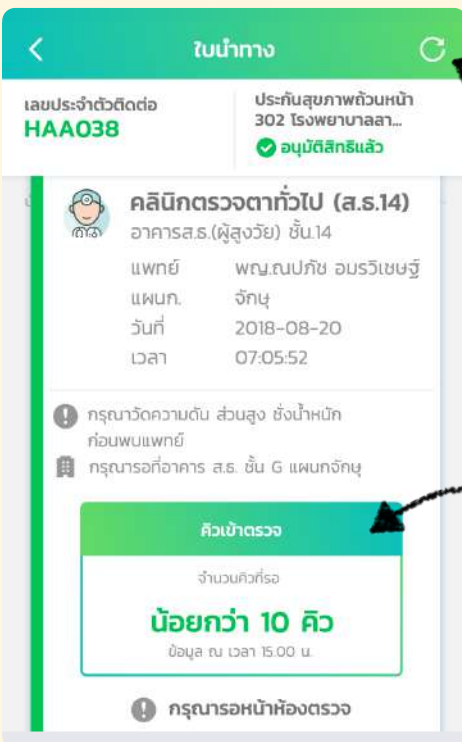 ใบนำทาง
เลขประจำตัวติดต่อ
HAA038
ประกันสุขภาพถ้วนหน้า
302 โรงพยาบาลลา...
อนุมัติสิทธิแล้ว
คลินิกตรวจตาทั่วไป (ส.ธ.14)
อาคารส.ธ.(ผู้สูงวัย) ชั้น.14
แพทย์ พญ.ณปภัช อมรวิเชษฐ์
แผนก. จักษุ
วันที่ 2018-08-20
เวลา 07:05:52
กรุณาวัดความดัน ส่วนสูง ชั่งน้ำหนัก
ก่อนพบแพทย์
กรุณารอที่อาคาร ส.ธ. ชั้น G แผนกจักษุ
คิวเข้าตรวจ
จำนวนคิวที่รอ
น้อยกว่า 10 คิว
ข้อมูล ณ เวลา 15.00 น.
กรุณารอหน้าห้องตรวจ